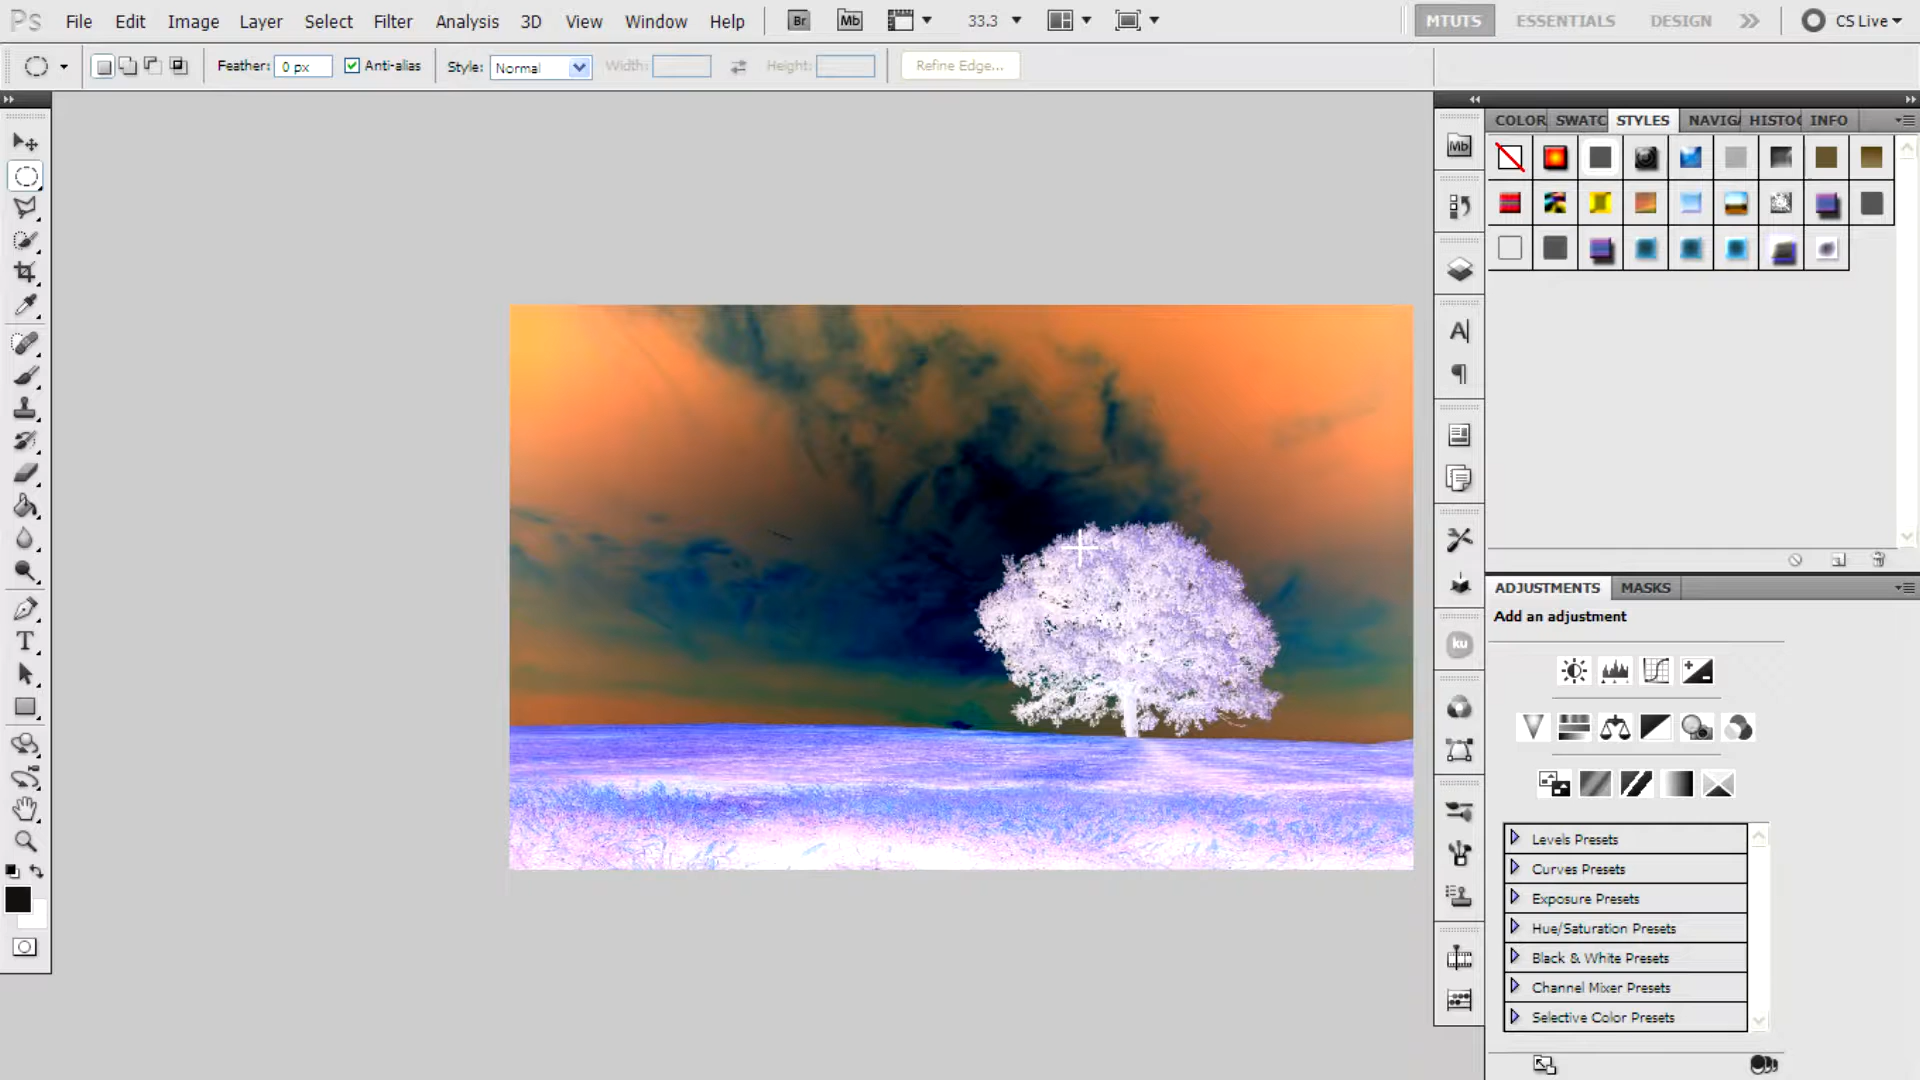 Ps File Edit Image Layer Select Filter Analysis 3D View Window Help Br Mb 33.3 MTUTS ESSENTIALS DESIGN CS Live
Feather: 0 px Anti-alias Style: Normal Width: Height: Refine Edge...
COLOR SWATC STYLES NAVIGA HISTO INFO
Mb
A
ku
T
ADJUSTMENTS MASKS
Add an adjustment
Levels Presets
Curves Presets
Exposure Presets
Hue/Saturation Presets
Black & White Presets
Channel Mixer Presets
Selective Color Presets